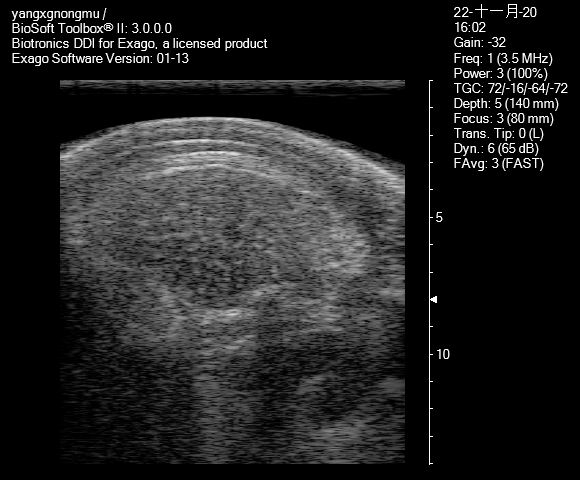 yangxgnongmu /
BioSoft Toolbox® II: 3.0.0.0
Biotronics DDI for Exago, a licensed product
Exago Software Version: 01-13
22-十一月-20
16:02
Gain: -32
Freq: 1 (3.5 MHz)
Power: 3 (100%)
TGC: 72/-16/-64/-72
Depth: 5 (140 mm)
Focus: 3 (80 mm)
Trans. Tip: 0 (L)
Dyn.: 6 (65 dB)
FAvg: 3 (FAST)
5
10